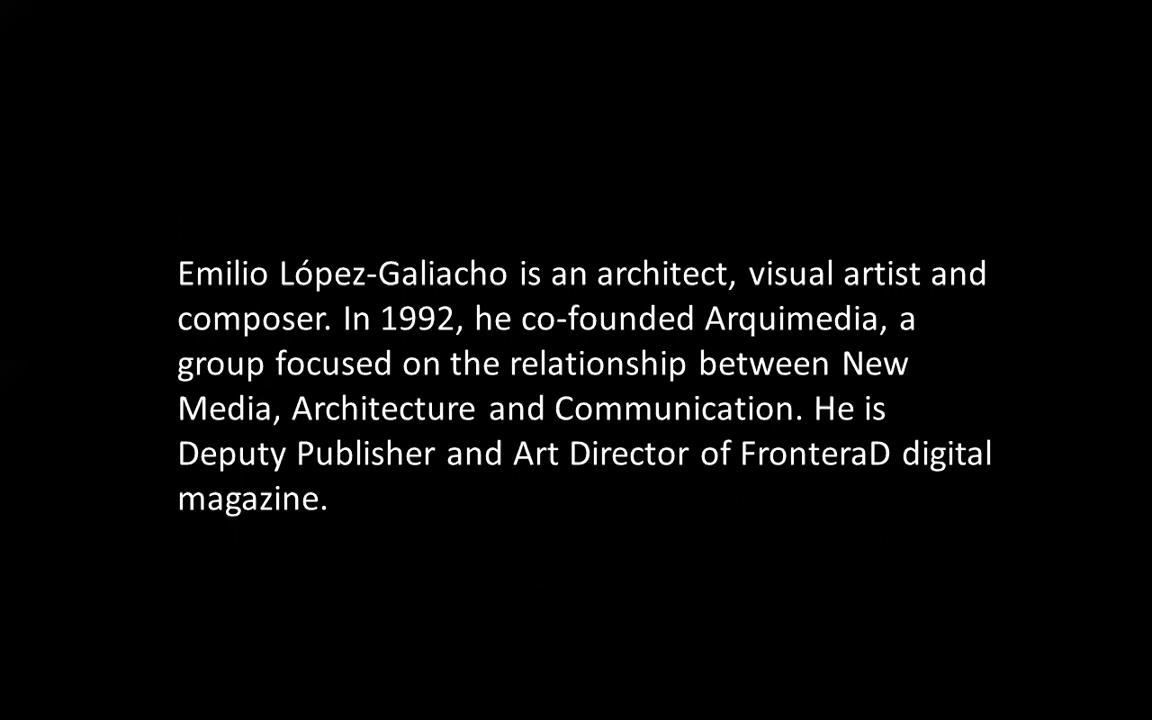 Emilio López-Galiacho is an architect, visual artist and
composer. In 1992, he co-founded Arquimedia, a
group focused on the relationship between New
Media, Architecture and Communication. He is
Deputy Publisher and Art Director of FronteraD digital
magazine.